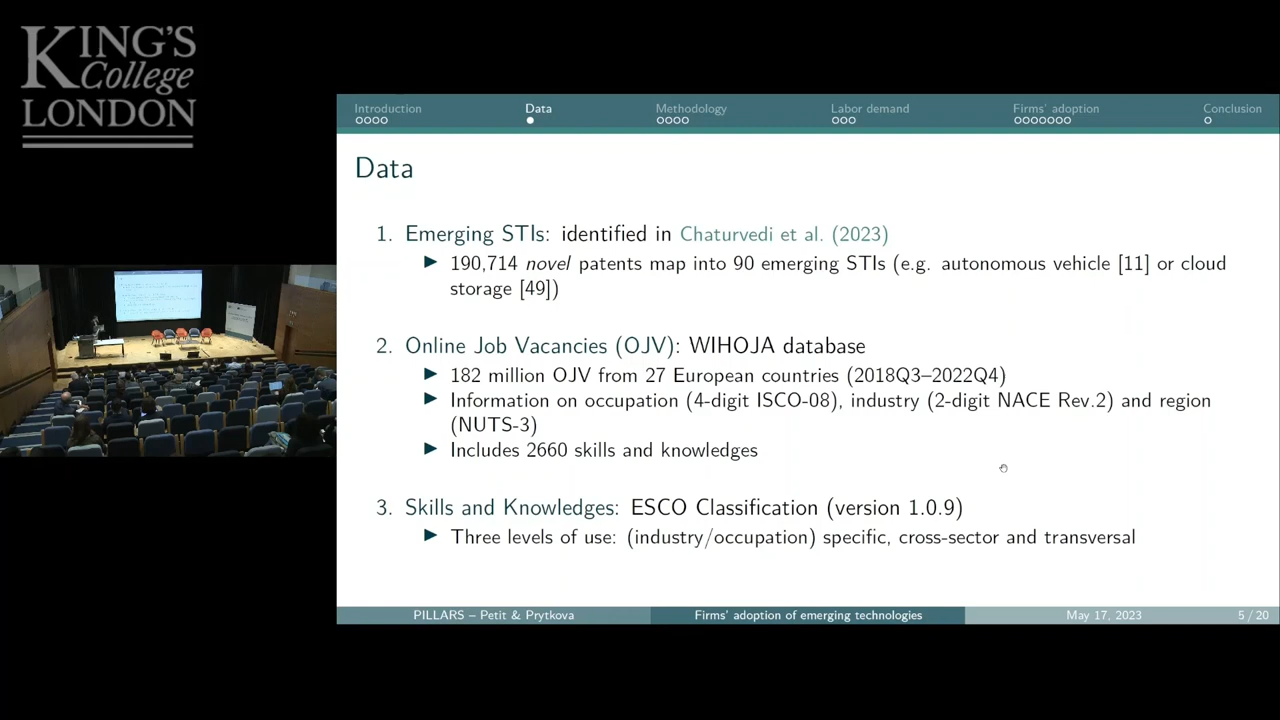 KING'S
College
LONDON
Introduction Data Methodology Labor demand Firms' adoption Conclusion
Data
1. Emerging STIs: identified in Chaturvedi et al. (2023)
▶ 190,714 novel patents map into 90 emerging STIs (e.g. autonomous vehicle [11] or cloud
storage [49])
2. Online Job Vacancies (OJV): WIHOJA database
▶ 182 million OJV from 27 European countries (2018Q3–2022Q4)
▶ Information on occupation (4-digit ISCO-08), industry (2-digit NACE Rev.2) and region
(NUTS-3)
▶ Includes 2660 skills and knowledges
3. Skills and Knowledges: ESCO Classification (version 1.0.9)
▶ Three levels of use: (industry/occupation) specific, cross-sector and transversal
PILLARS – Petit & Prytkova Firms' adoption of emerging technologies May 17, 2023 5 / 20